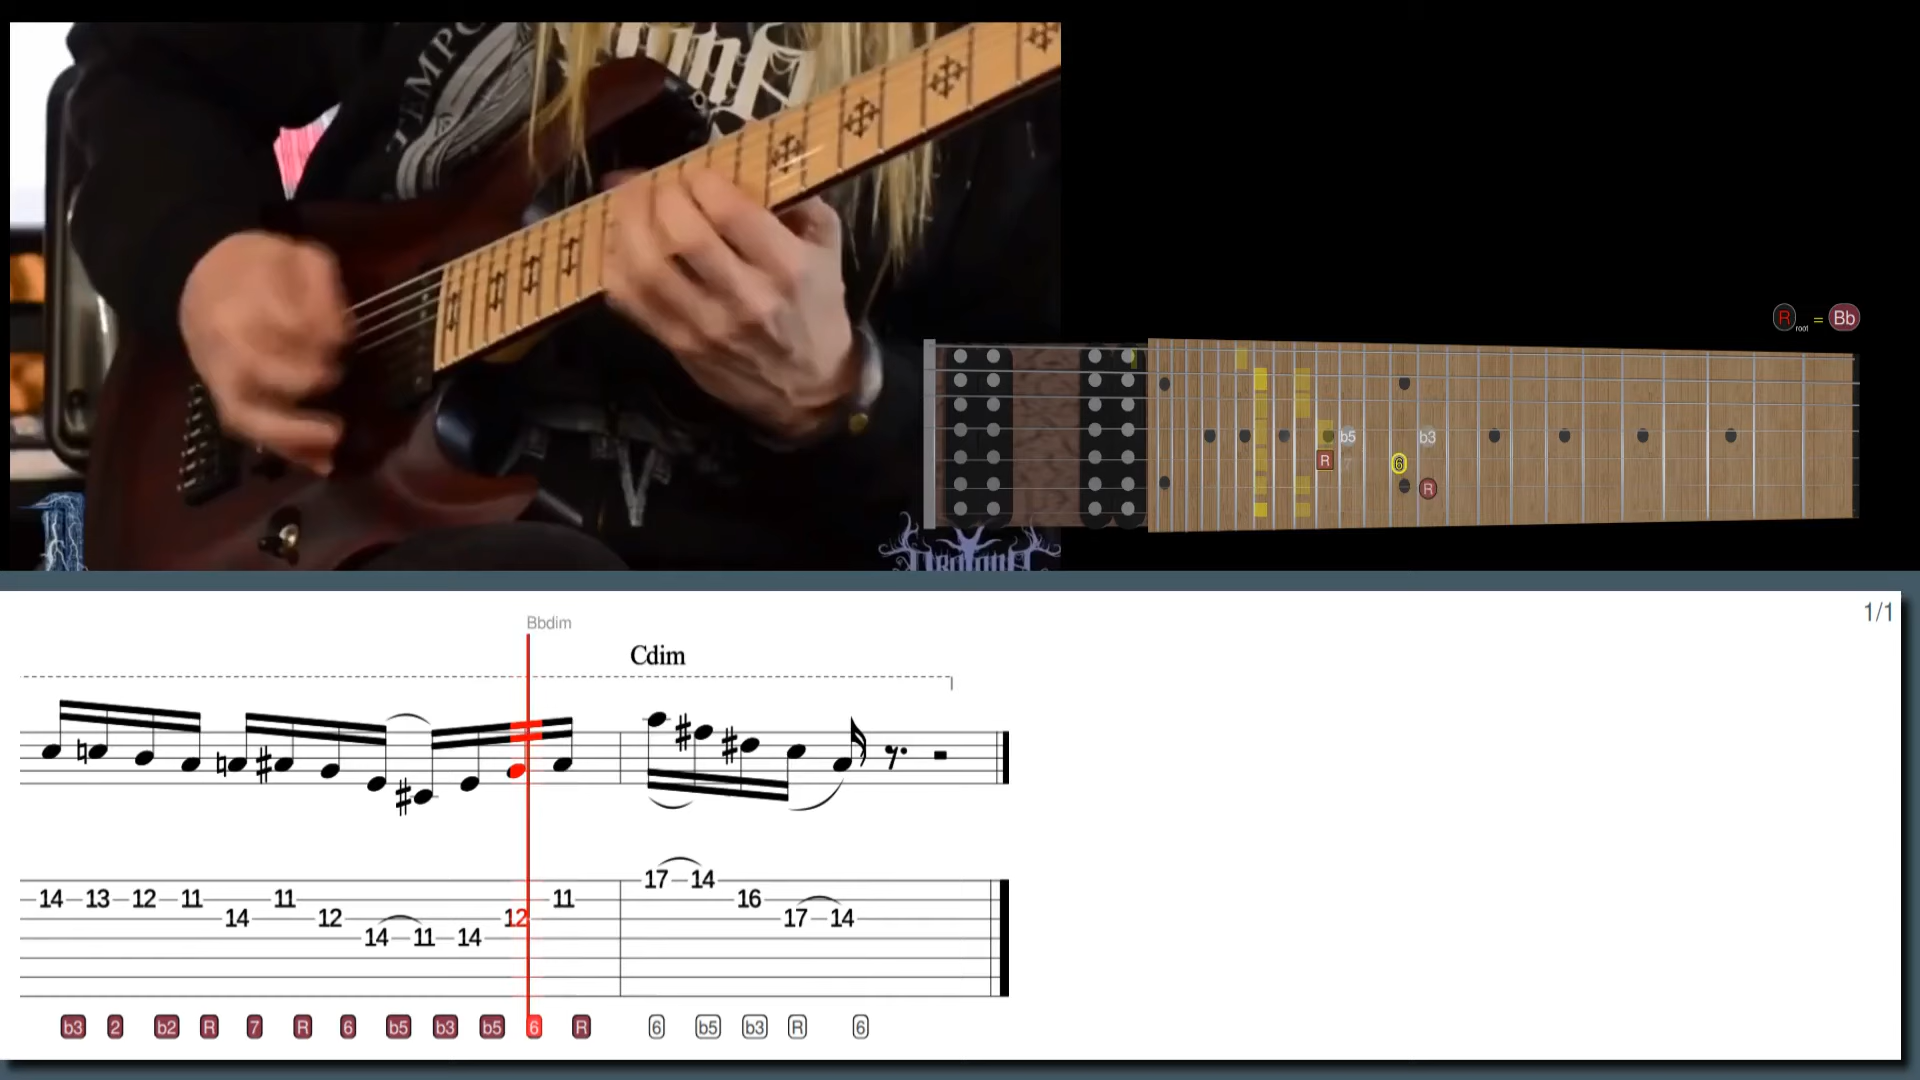 TEMPO
R root = Bb
b5 b3
R 6
R
1/1
Bbdim
Cdim
17 14
14 13 12 11 11 11 16
14 12 12 17 14
14 11 14
b3 2 b2 R 7 R 6 b5 b3 b5 6 R 6 b5 b3 R 6